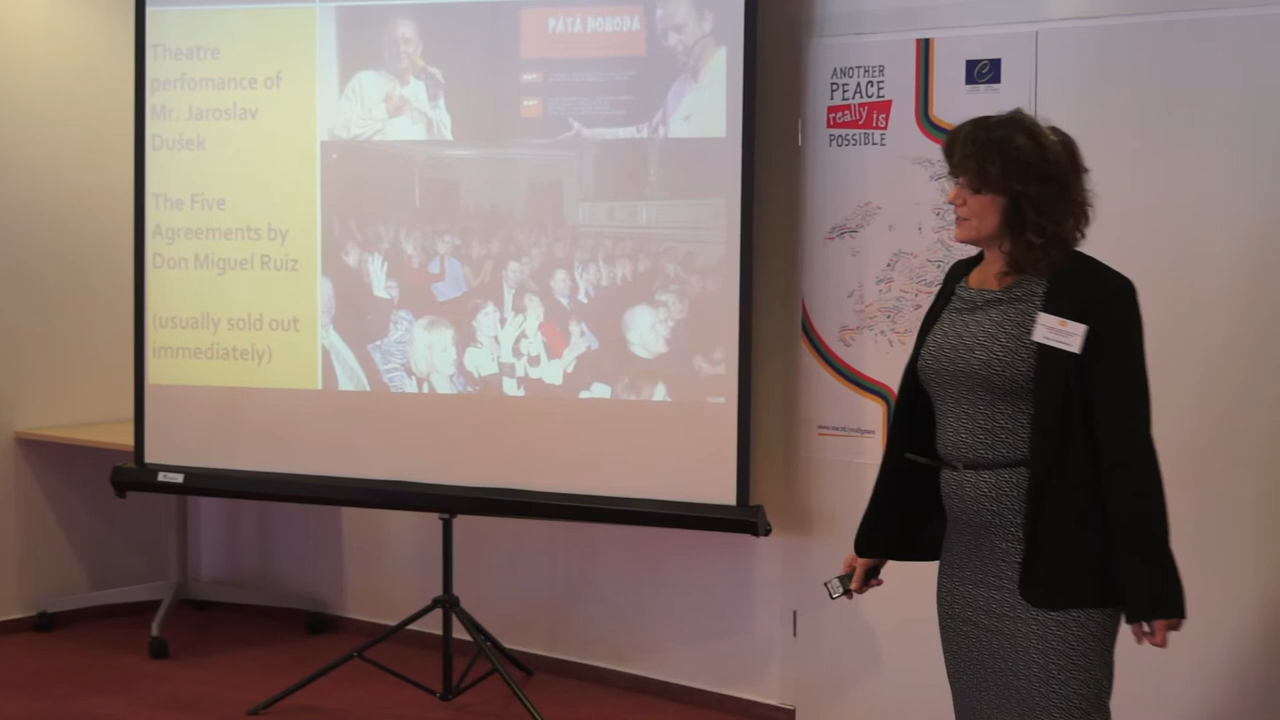 Theatre
perfomance of
Mr. Jaroslav
Dušek
The Five
Agreements by
Don Miguel Ruiz
(usually sold out
immediately)
PÁTÁ DOHODA
ANOTHER
PEACE
really is
POSSIBLE